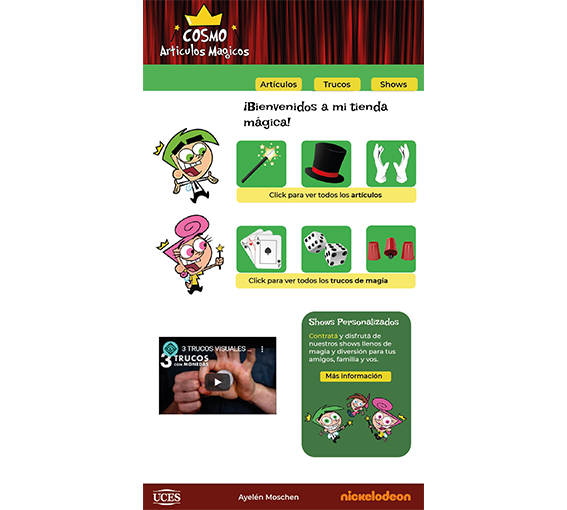 COSMO
Artículos Magicos
Artículos
Trucos
Shows
¡Bienvenidos a mi tienda
mágica!
Click para ver todos los artículos
Click para ver todos los trucos de magia
3 TRUCOS VISUALES ...
3 TRUCOS
CON MONEDAS
Shows Personalizados
Contratá y disfrutá de
nuestros shows llenos de
magia y diversión para tus
amigos, familia y vos.
Más información
UCES
Ayelén Moschen
nickelodeon